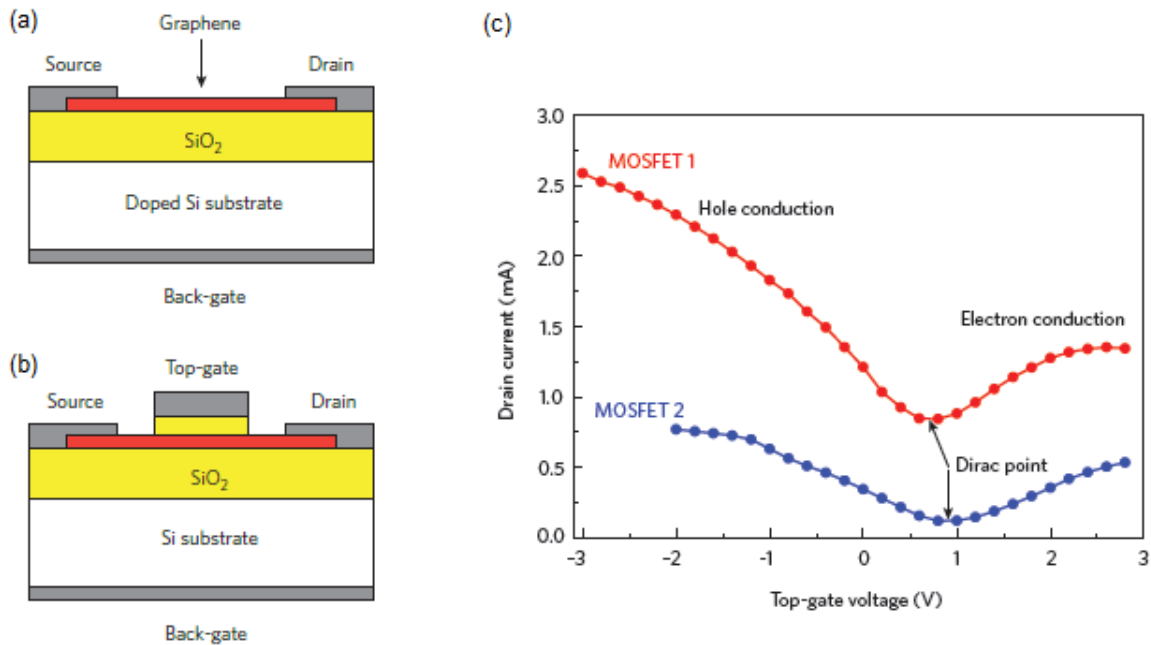 (a)
Graphene
Source
Drain
SiO2
Doped Si substrate
Back-gate
(b)
Top-gate
Source
Drain
SiO2
Si substrate
Back-gate
(c)
3.0
2.5
2.0
1.5
1.0
0.5
0.0
Drain current (mA)
MOSFET 1
Hole conduction
Electron conduction
MOSFET 2
Dirac point
-3
-2
-1
0
1
2
3
Top-gate voltage (V)